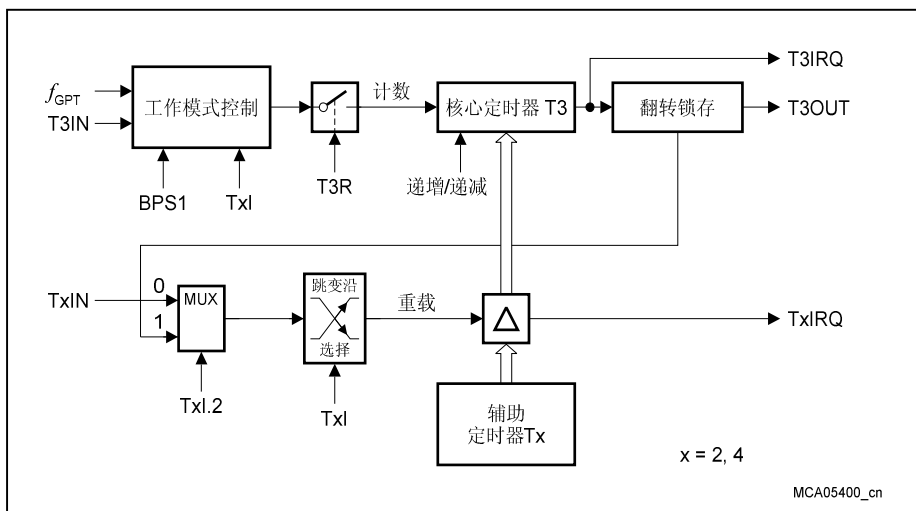 T3IRQ
fGPT
工作模式控制
计数
核心定时器 T3
翻转锁存
T3OUT
T3IN
BPS1
TxI
T3R
递增/递减
TxIN
0
MUX
1
跳变沿
选择
重载
TxIRQ
TxI.2
TxI
辅助
定时器Tx
x = 2, 4
MCA05400_cn